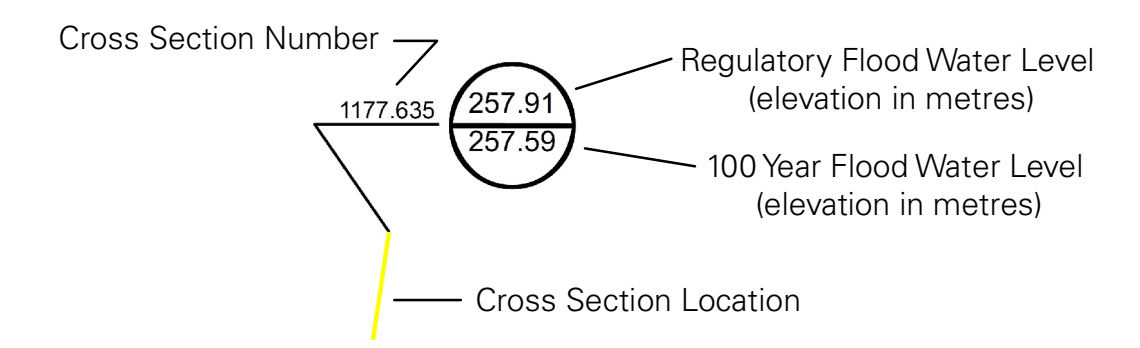 Cross Section Number
Regulatory Flood Water Level
(elevation in metres)
1177.635
257.91
257.59
100 Year Flood Water Level
(elevation in metres)
Cross Section Location